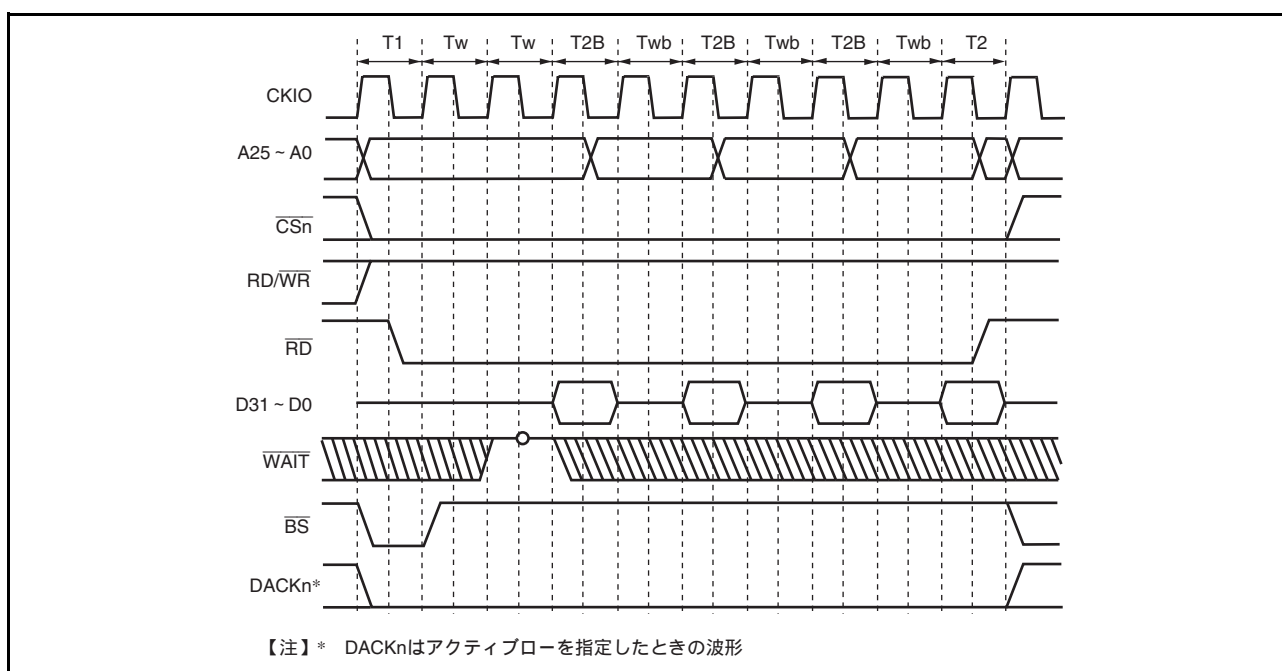 T1 Tw Tw T2B Twb T2B Twb T2B Twb T2
CKIO
A25 ~ A0
CSn
RD/WR
RD
D31 ~ D0
WAIT
BS
DACKn*
【注】* DACKnはアクティブローを指定したときの波形